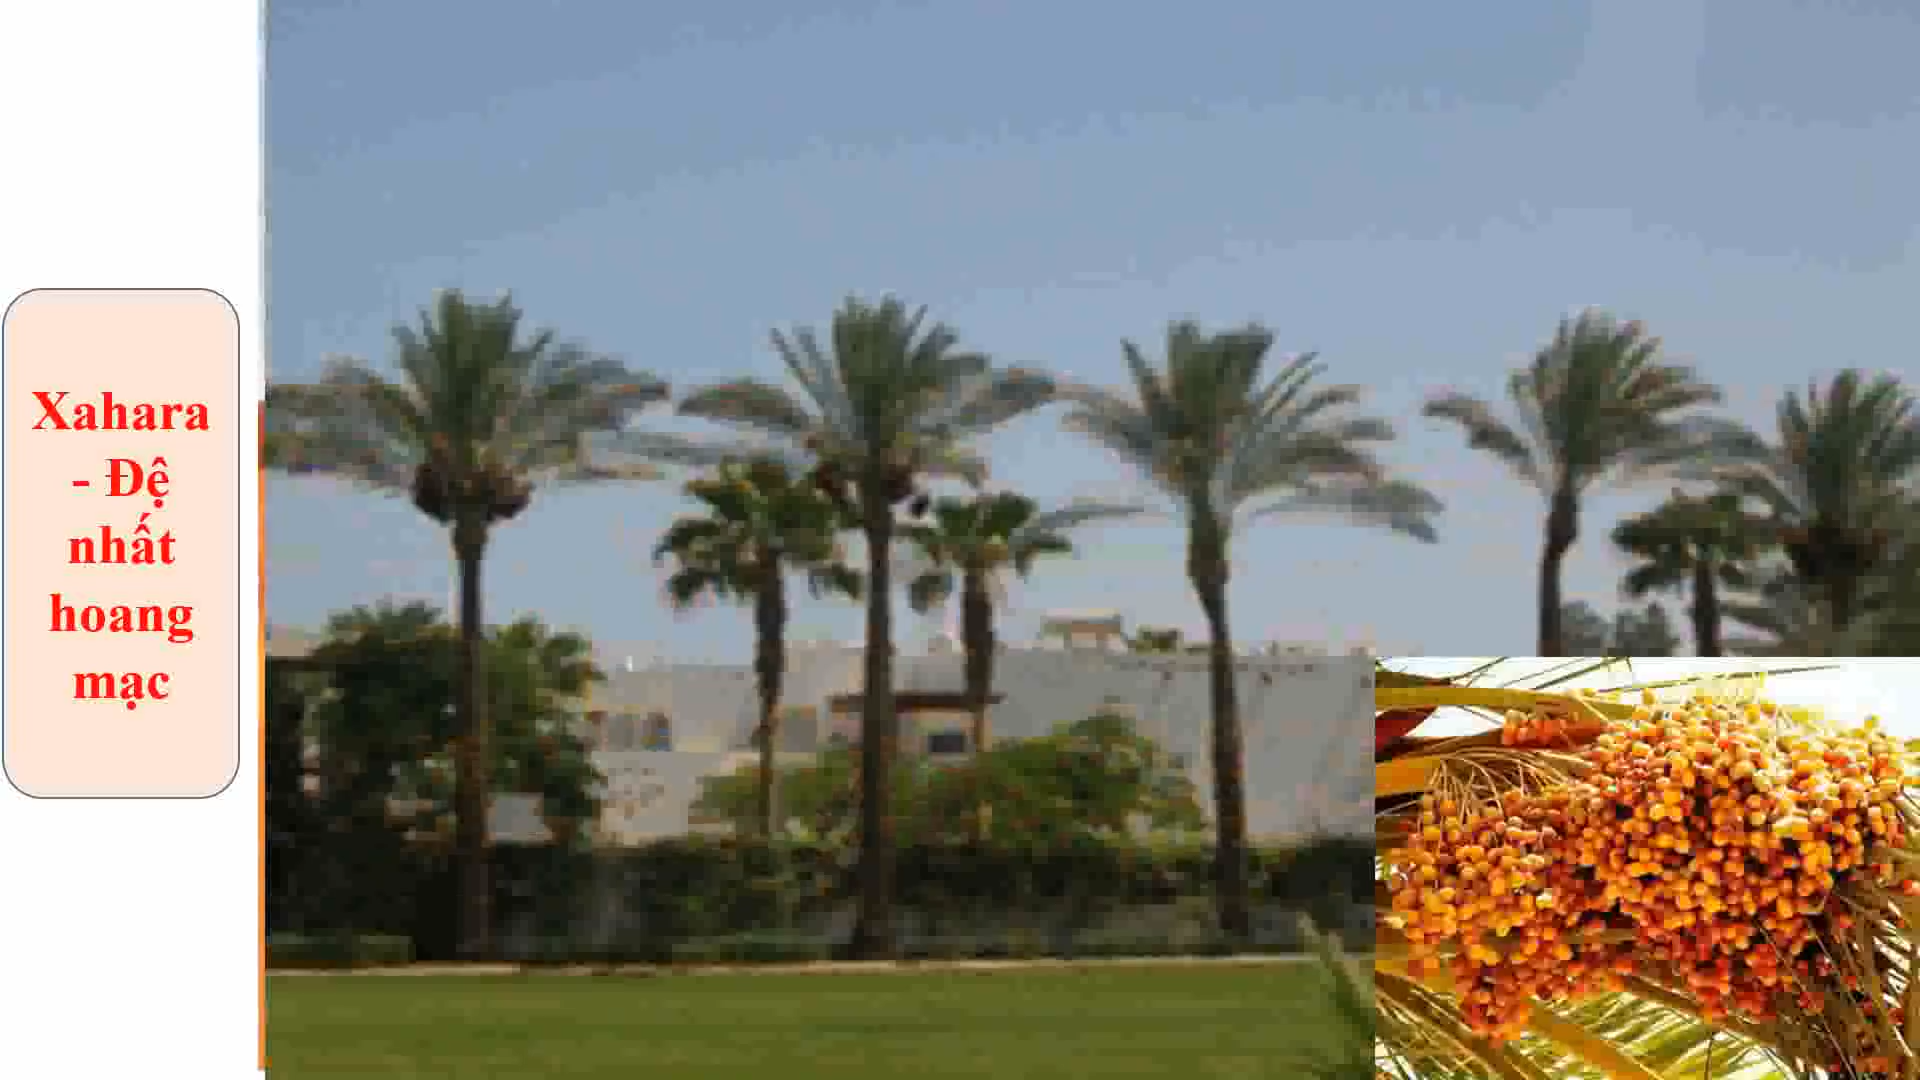 Xahara
- Đệ
nhất
hoang
mạc